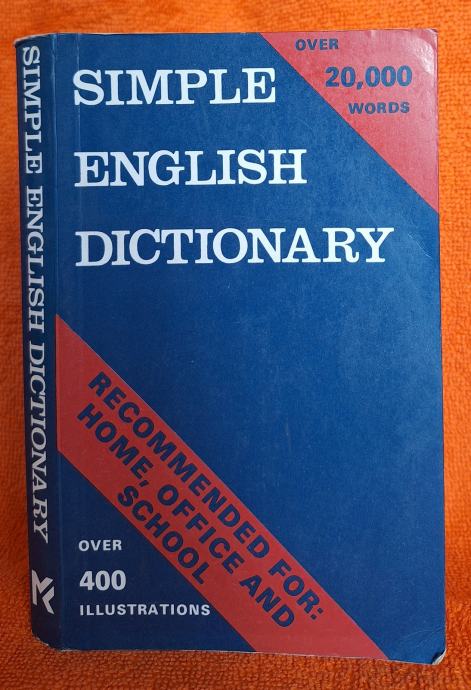 SIMPLE ENGLISH DICTIONARY
OVER
20,000
WORDS
SIMPLE
ENGLISH
DICTIONARY
RECOMMENDED FOR:
HOME, OFFICE AND
SCHOOL
OVER
400
ILLUSTRATIONS